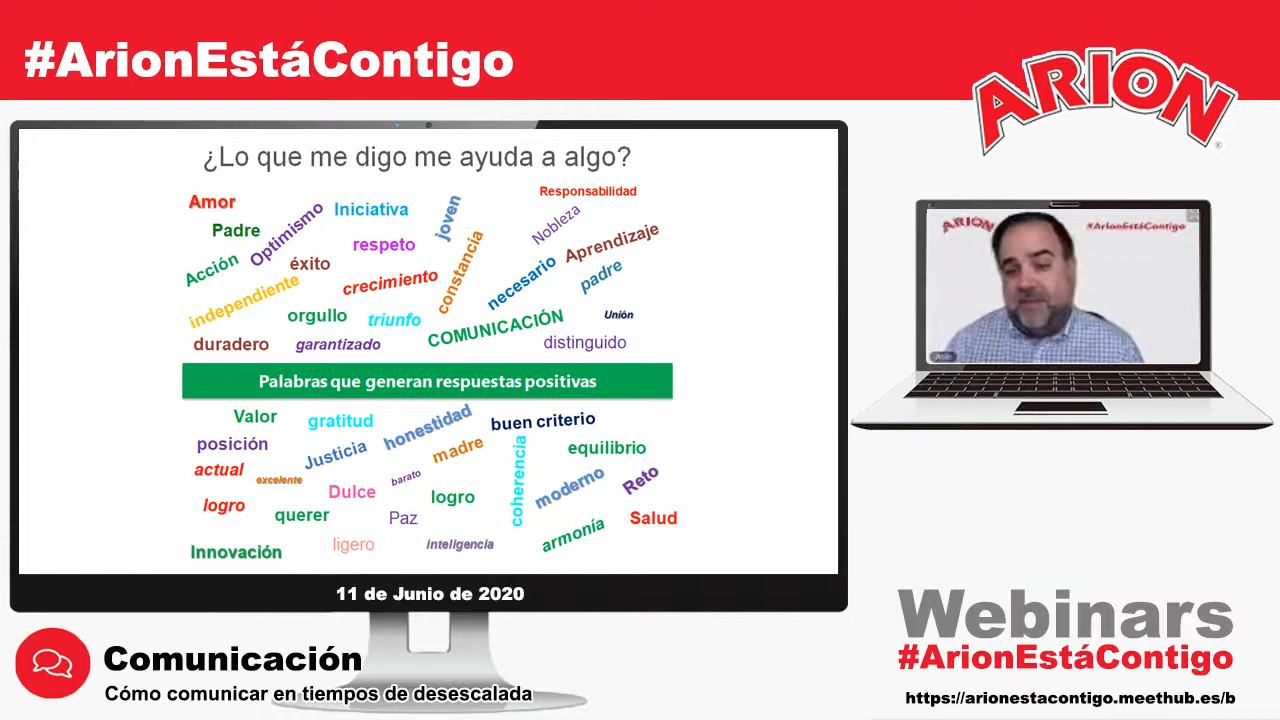 #ArionEstáContigo
ARION
®
¿Lo que me digo me ayuda a algo?
Amor
Padre
Optimismo
Iniciativa
joven
Responsabilidad
Nobleza
respeto
Acción
éxito
constancia
Aprendizaje
necesario
padre
independiente
crecimiento
orgullo
triunfo
COMUNICACIÓN
Unión
duradero
garantizado
distinguido
Palabras que generan respuestas positivas
Valor
gratitud
honestidad
buen criterio
posición
Justicia
madre
coherencia
equilibrio
actual
excelente
barato
moderno
Reto
Dulce
logro
logro
querer
Paz
armonía
Salud
Innovación
ligero
inteligencia
11 de Junio de 2020
ARION
#ArionEstáContigo
Comunicación
Cómo comunicar en tiempos de desescalada
Webinars
#ArionEstáContigo
https://arionestacontigo.meethub.es/b